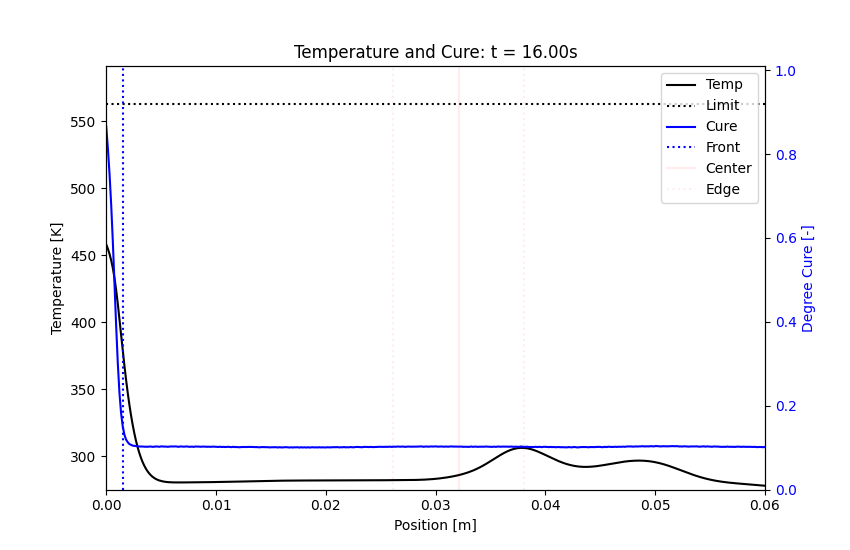 Temperature and Cure: t = 16.00s
Temperature [K]
550
500
450
400
350
300
Temp
Limit
Cure
Front
Center
Edge
1.0
0.8
0.6
0.4
0.2
0.0
Degree Cure [-]
0.00 0.01 0.02 0.03 0.04 0.05 0.06
Position [m]